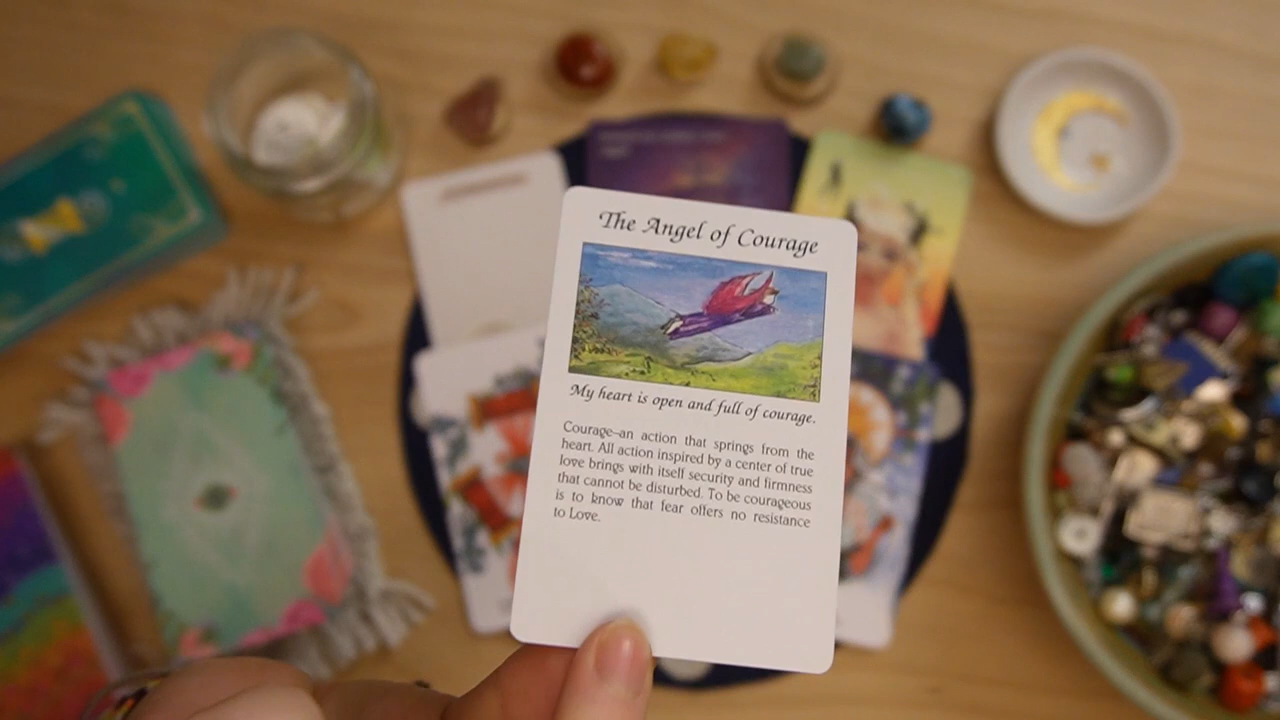 The Angel of Courage
My heart is open and full of courage.
Courage–an action that springs from the
heart. All action inspired by a center of true
love brings with itself security and firmness
that cannot be disturbed. To be courageous
is to know that fear offers no resistance
to Love.